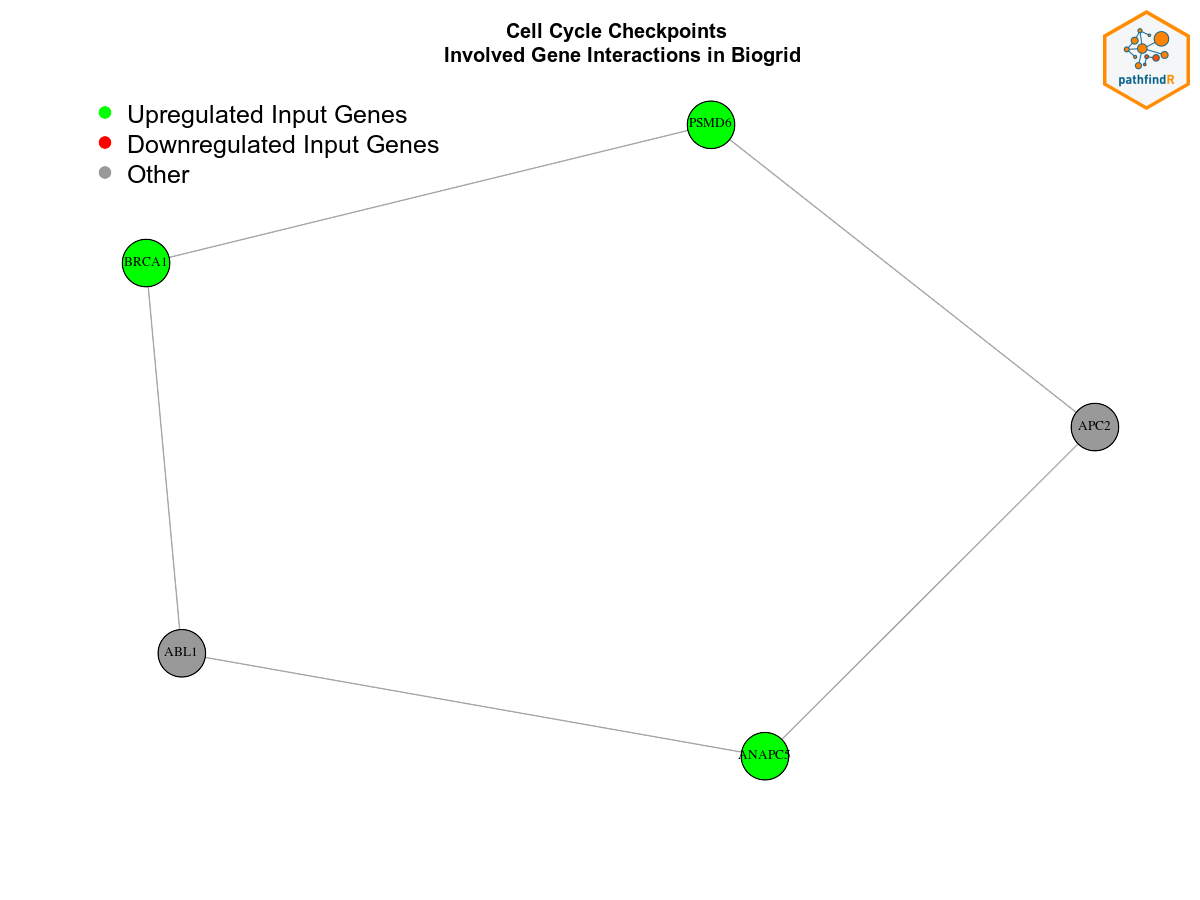 Cell Cycle Checkpoints
Involved Gene Interactions in Biogrid
pathfindR
Upregulated Input Genes
Downregulated Input Genes
Other
PSMD6
BRCA1
APC2
ABL1
ANAPC5